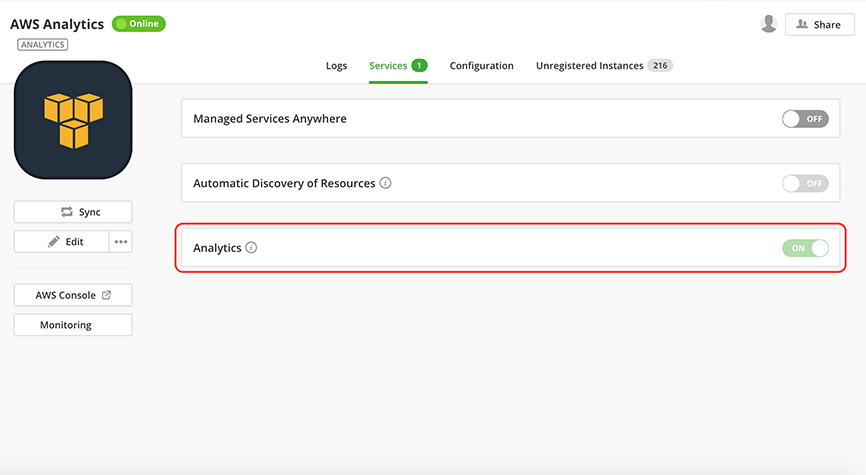 AWS Analytics Online
ANALYTICS
Share
Logs Services 1 Configuration Unregistered Instances 216
Managed Services Anywhere OFF
Automatic Discovery of Resources i OFF
Analytics i ON
Sync
Edit
AWS Console
Monitoring